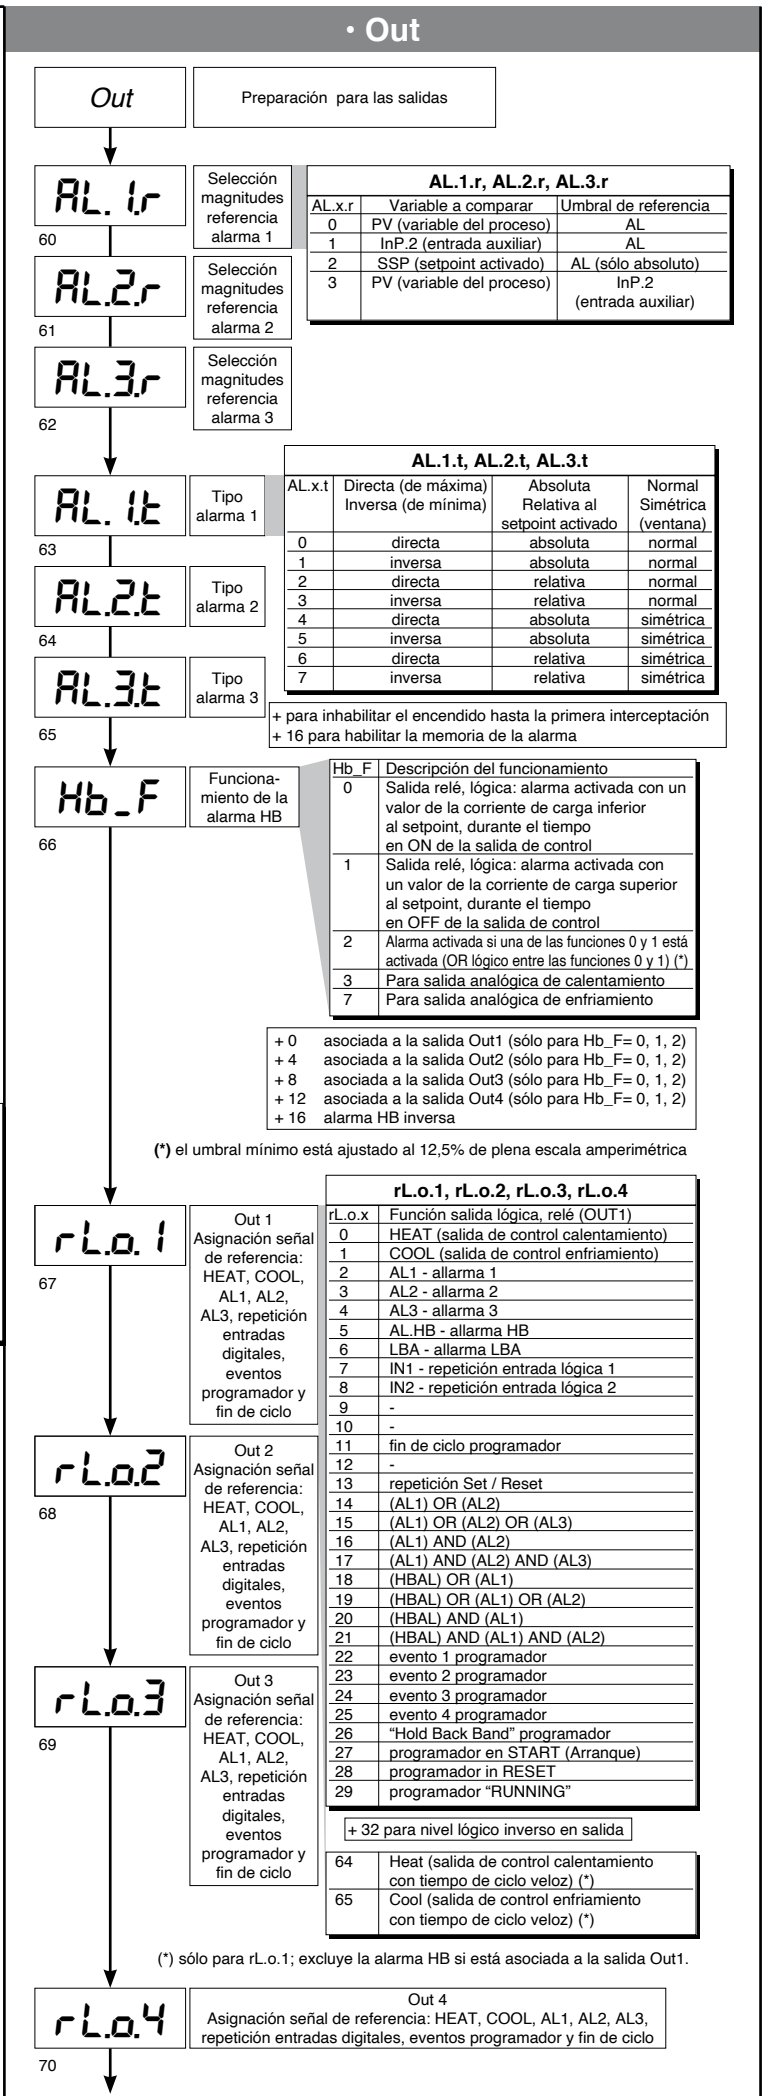 • Out
Out
Preparación para las salidas
AL.1.r
60
Selección
magnitudes
referencia
alarma 1
AL.1.r, AL.2.r, AL.3.r
AL.x.r Variable a comparar Umbral de referencia
0 PV (variable del proceso) AL
1 InP.2 (entrada auxiliar) AL
2 SSP (setpoint activado) AL (sólo absoluto)
3 PV (variable del proceso) InP.2
(entrada auxiliar)
AL.2.r
61
Selección
magnitudes
referencia
alarma 2
AL.3.r
62
Selección
magnitudes
referencia
alarma 3
AL.1.t
63
Tipo
alarma 1
AL.1.t, AL.2.t, AL.3.t
AL.x.t Directa (de máxima) Absoluta Normal
Inversa (de mínima) Relativa al Simétrica
setpoint activado (ventana)
0 directa absoluta normal
1 inversa absoluta normal
2 directa relativa normal
3 inversa relativa normal
4 directa absoluta simétrica
5 inversa absoluta simétrica
6 directa relativa simétrica
7 inversa relativa simétrica
AL.2.t
64
Tipo
alarma 2
AL.3.t
65
Tipo
alarma 3
+ para inhabilitar el encendido hasta la primera interceptación
+ 16 para habilitar la memoria de la alarma
Hb_F
66
Funciona-
miento de la
alarma HB
Hb_F Descripción del funcionamiento
0 Salida relé, lógica: alarma activada con un
valor de la corriente de carga inferior
al setpoint, durante el tiempo
en ON de la salida de control
1 Salida relé, lógica: alarma activada con
un valor de la corriente de carga superior
al setpoint, durante el tiempo
en OFF de la salida de control
2 Alarma activada si una de las funciones 0 y 1 está
activada (OR lógico entre las funciones 0 y 1) (*)
3 Para salida analógica de calentamiento
7 Para salida analógica de enfriamiento
+ 0 asociada a la salida Out1 (sólo para Hb_F= 0, 1, 2)
+ 4 asociada a la salida Out2 (sólo para Hb_F= 0, 1, 2)
+ 8 asociada a la salida Out3 (sólo para Hb_F= 0, 1, 2)
+ 12 asociada a la salida Out4 (sólo para Hb_F= 0, 1, 2)
+ 16 alarma HB inversa
(*) el umbral mínimo está ajustado al 12,5% de plena escala amperimétrica
rL.o.1
67
Out 1
Asignación señal
de referencia:
HEAT, COOL,
AL1, AL2,
AL3, repetición
entradas
digitales,
eventos
programador y
fin de ciclo
rL.o.2
68
Out 2
Asignación señal
de referencia:
HEAT, COOL,
AL1, AL2,
AL3, repetición
entradas
digitales,
eventos
programador y
fin de ciclo
rL.o.3
69
Out 3
Asignación señal
de referencia:
HEAT, COOL,
AL1, AL2,
AL3, repetición
entradas
digitales,
eventos
programador y
fin de ciclo
rL.o.1, rL.o.2, rL.o.3, rL.o.4
rL.o.x Función salida lógica, relé (OUT1)
0 HEAT (salida de control calentamiento)
1 COOL (salida de control enfriamiento)
2 AL1 - allarma 1
3 AL2 - allarma 2
4 AL3 - allarma 3
5 AL.HB - allarma HB
6 LBA - allarma LBA
7 IN1 - repetición entrada lógica 1
8 IN2 - repetición entrada lógica 2
9 -
10 -
11 fin de ciclo programador
12 -
13 repetición Set / Reset
14 (AL1) OR (AL2)
15 (AL1) OR (AL2) OR (AL3)
16 (AL1) AND (AL2)
17 (AL1) AND (AL2) AND (AL3)
18 (HBAL) OR (AL1)
19 (HBAL) OR (AL1) OR (AL2)
20 (HBAL) AND (AL1)
21 (HBAL) AND (AL1) AND (AL2)
22 evento 1 programador
23 evento 2 programador
24 evento 3 programador
25 evento 4 programador
26 “Hold Back Band” programador
27 programador en START (Arranque)
28 programador in RESET
29 programador “RUNNING”
+ 32 para nivel lógico inverso en salida
64 Heat (salida de control calentamiento
con tiempo de ciclo veloz) (*)
65 Cool (salida de control enfriamiento
con tiempo de ciclo veloz) (*)
(*) sólo para rL.o.1; excluye la alarma HB si está asociada a la salida Out1.
rL.o.4
70
Out 4
Asignación señal de referencia: HEAT, COOL, AL1, AL2, AL3,
repetición entradas digitales, eventos programador y fin de ciclo